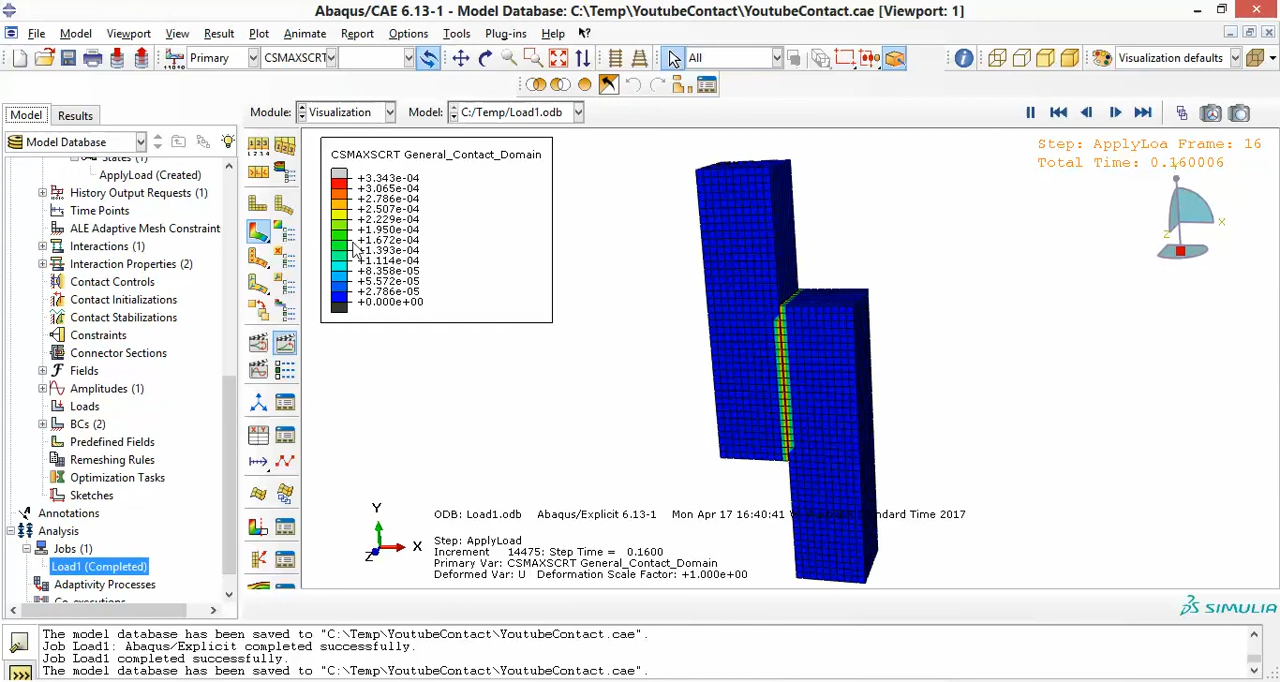 Abaqus/CAE 6.13-1 - Model Database: C:\Temp\YoutubeContact\YoutubeContact.cae [Viewport: 1]
File Model Viewport View Result Plot Animate Report Options Tools Plug-ins Help
Primary CSMAXSCRT All Visualization defaults
Model Results Module: Visualization Model: C:/Temp/Load1.odb
Model Database
ApplyLoad (Created)
History Output Requests (1)
Time Points
ALE Adaptive Mesh Constraint
Interactions (1)
Interaction Properties (2)
Contact Controls
Contact Initializations
Contact Stabilizations
Constraints
Connector Sections
Fields
Amplitudes (1)
Loads
BCs (2)
Predefined Fields
Remeshing Rules
Optimization Tasks
Sketches
Annotations
Analysis
Jobs (1)
Load1 (Completed)
Adaptivity Processes
CSMAXSCRT General_Contact_Domain
+3.343e-04
+3.065e-04
+2.786e-04
+2.507e-04
+2.229e-04
+1.950e-04
+1.672e-04
+1.393e-04
+1.114e-04
+8.358e-05
+5.572e-05
+2.786e-05
+0.000e+00
Step: ApplyLoa Frame: 16
Total Time: 0.160006
Y
Z X
Y
Z X
ODB: Load1.odb Abaqus/Explicit 6.13-1 Mon Apr 17 16:40:41 Standard Time 2017
Step: ApplyLoad
Increment 14475: Step Time = 0.1600
Primary Var: CSMAXSCRT General_Contact_Domain
Deformed Var: U Deformation Scale Factor: +1.000e+00
SIMULIA
The model database has been saved to "C:\Temp\YoutubeContact\YoutubeContact.cae".
Job Load1: Abaqus/Explicit completed successfully.
Job Load1 completed successfully.
The model database has been saved to "C:\Temp\YoutubeContact\YoutubeContact.cae".